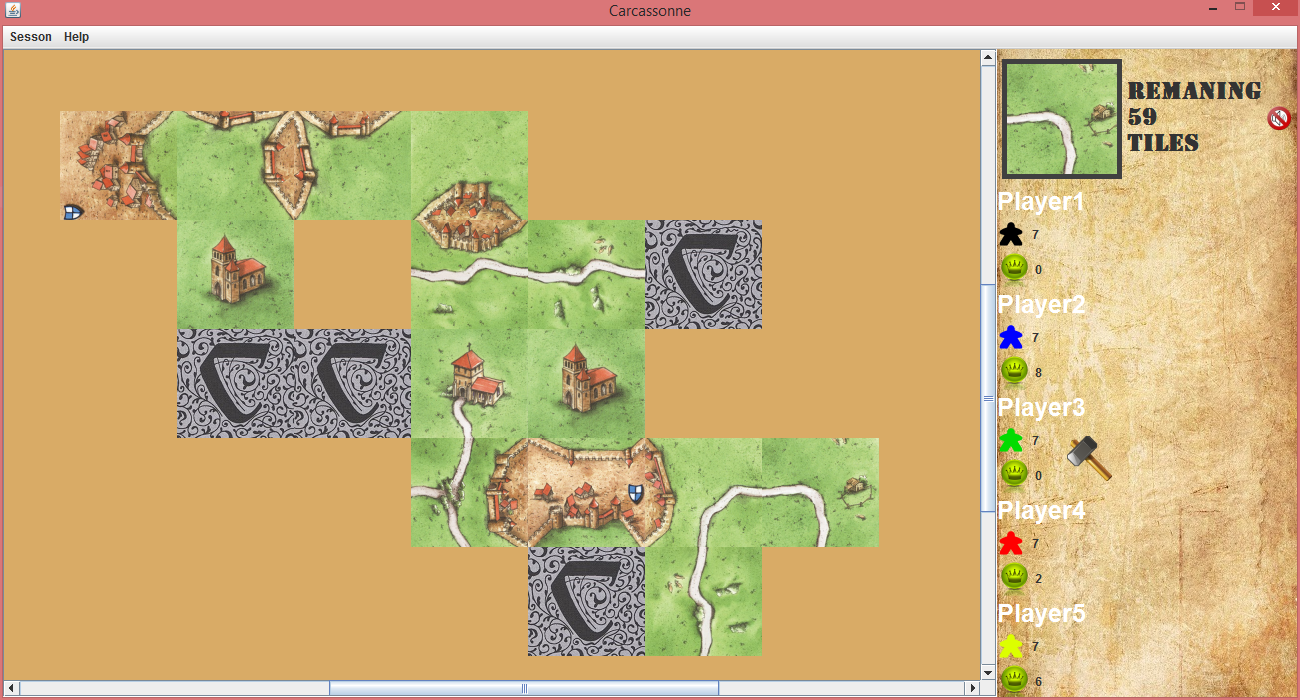 Carcassonne
Sesson Help
REMANING
59
TILES
Player1
7
0
Player2
7
8
Player3
7
0
Player4
7
2
Player5
7
6